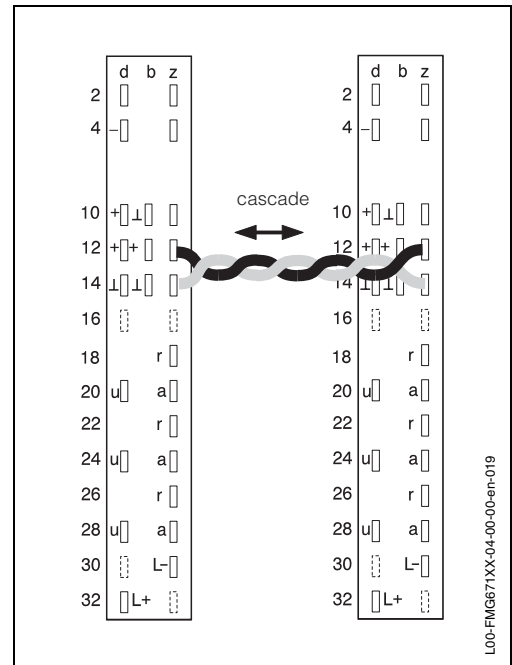 d b z d b z
2 2
4 – 4 –
cascade
10 + ⊥ 10 + ⊥
12 + + 12 + +
14 ⊥ ⊥ 14 ⊥ ⊥
16 16
18 r 18 r
20 u a 20 u a
22 r 22 r
24 u a 24 u a
26 r 26 r
28 u a 28 u a
30 L– 30 L–
32 L+ 32 L+
L00-FMG671XX-04-00-00-en-019